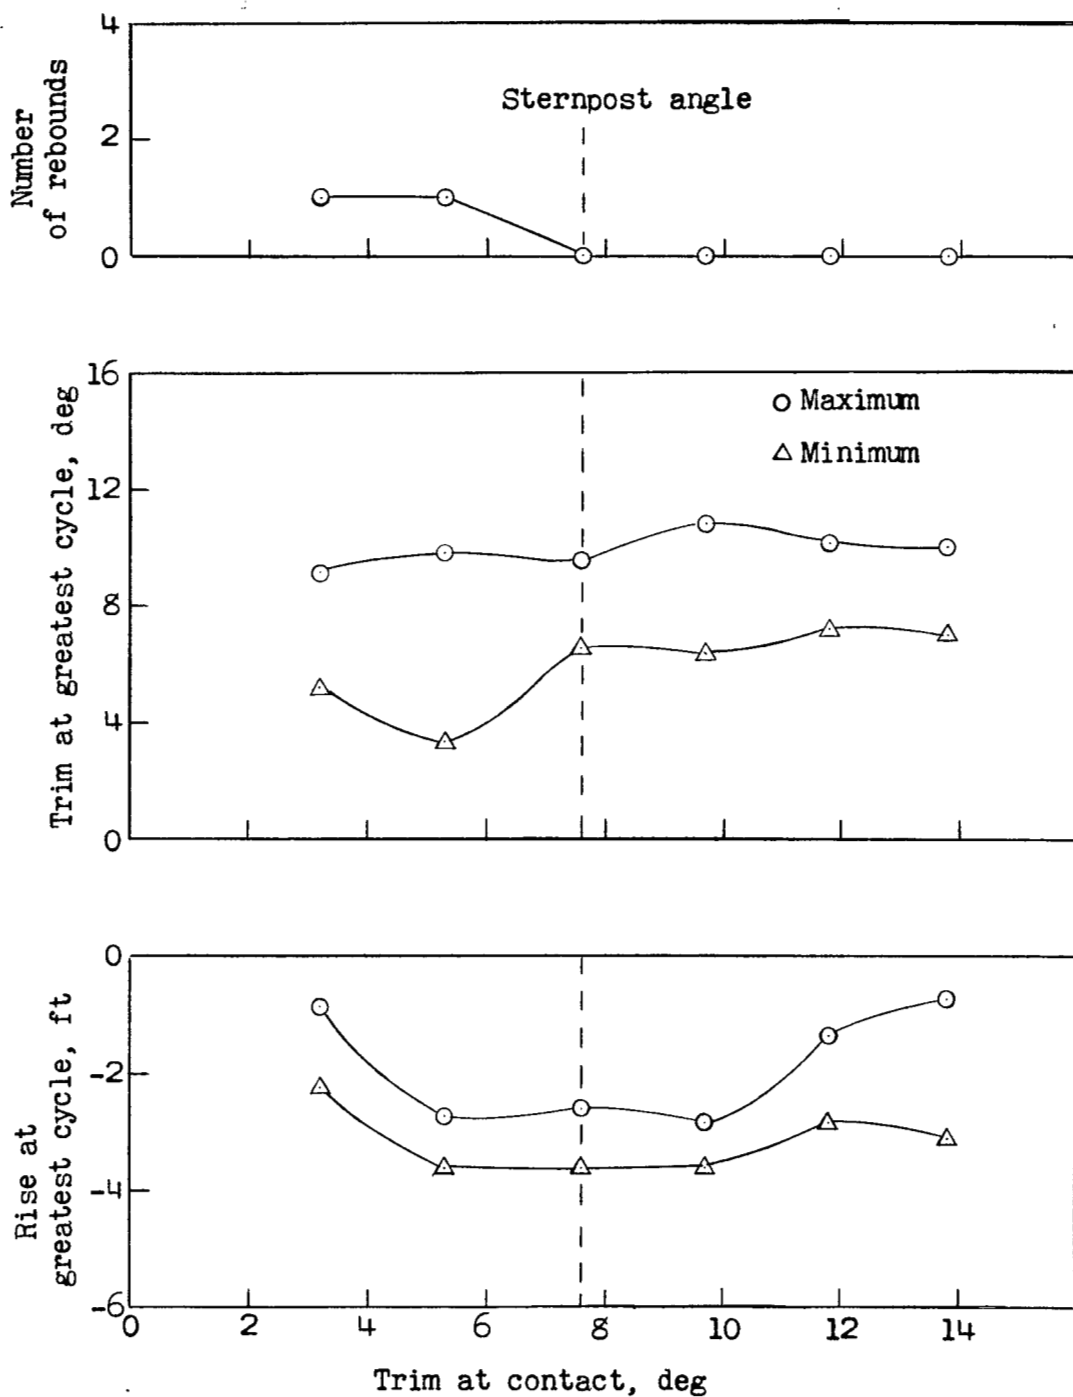 4
Number
of rebounds
Sternpost angle
2
0
16
Trim at greatest cycle, deg
Maximum
Minimum
12
8
4
0
0
Rise at
greatest cycle, ft
-2
-4
-6
0 2 4 6 8 10 12 14
Trim at contact, deg